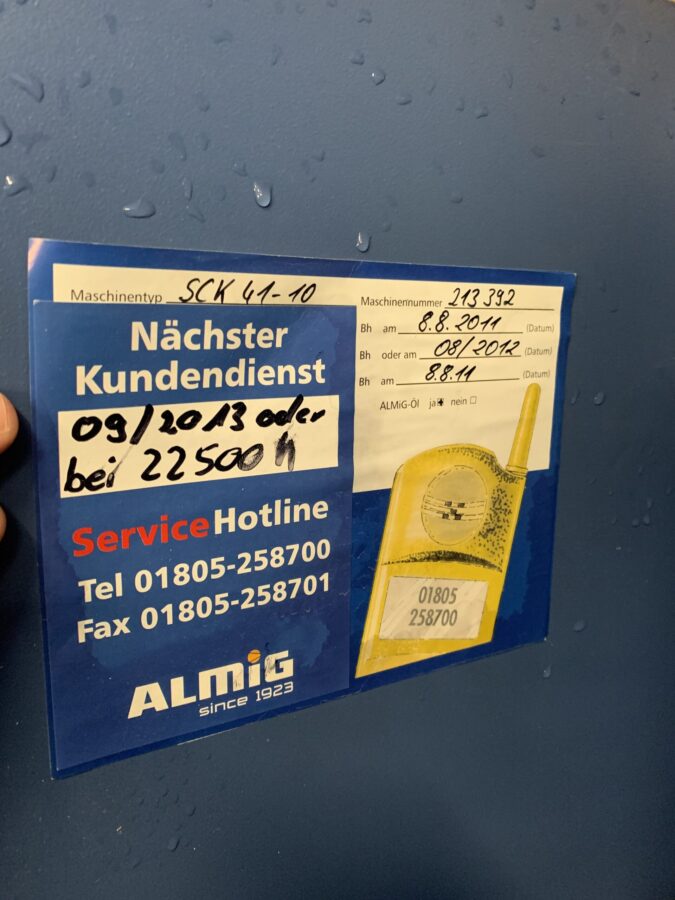 Maschinentyp SCK 41-10
Nächster
Kundendienst
09/2013 oder
bei 22500 h
ServiceHotline
Tel 01805-258700
Fax 01805-258701
ALMiG
since 1923
Maschinennummer 213 392
Bh am 8.8.2011 (Datum)
Bh oder am 08/2012 (Datum)
Bh am 8.8.11 (Datum)
ALMiG-Öl ja nein
01805
258700